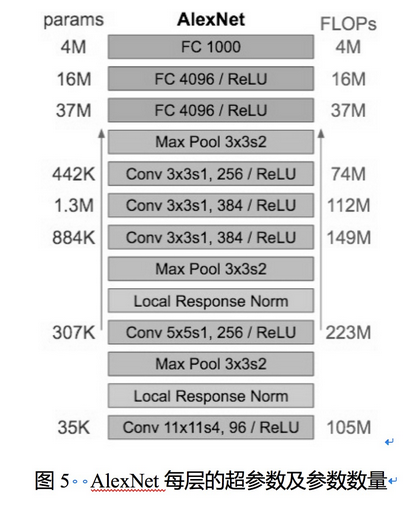 params AlexNet FLOPs
4M FC 1000 4M
16M FC 4096 / ReLU 16M
37M FC 4096 / ReLU 37M
Max Pool 3x3s2
442K Conv 3x3s1, 256 / ReLU 74M
1.3M Conv 3x3s1, 384 / ReLU 112M
884K Conv 3x3s1, 384 / ReLU 149M
Max Pool 3x3s2
Local Response Norm
307K Conv 5x5s1, 256 / ReLU 223M
Max Pool 3x3s2
Local Response Norm
35K Conv 11x11s4, 96 / ReLU 105M
图 5 AlexNet 每层的超参数及参数数量